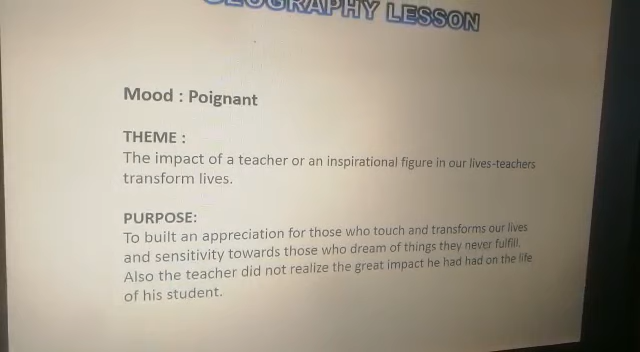 GEOGRAPHY LESSON
Mood : Poignant
THEME :
The impact of a teacher or an inspirational figure in our lives-teachers
transform lives.
PURPOSE:
To built an appreciation for those who touch and transforms our lives
and sensitivity towards those who dream of things they never fulfill.
Also the teacher did not realize the great impact he had had on the life
of his student.